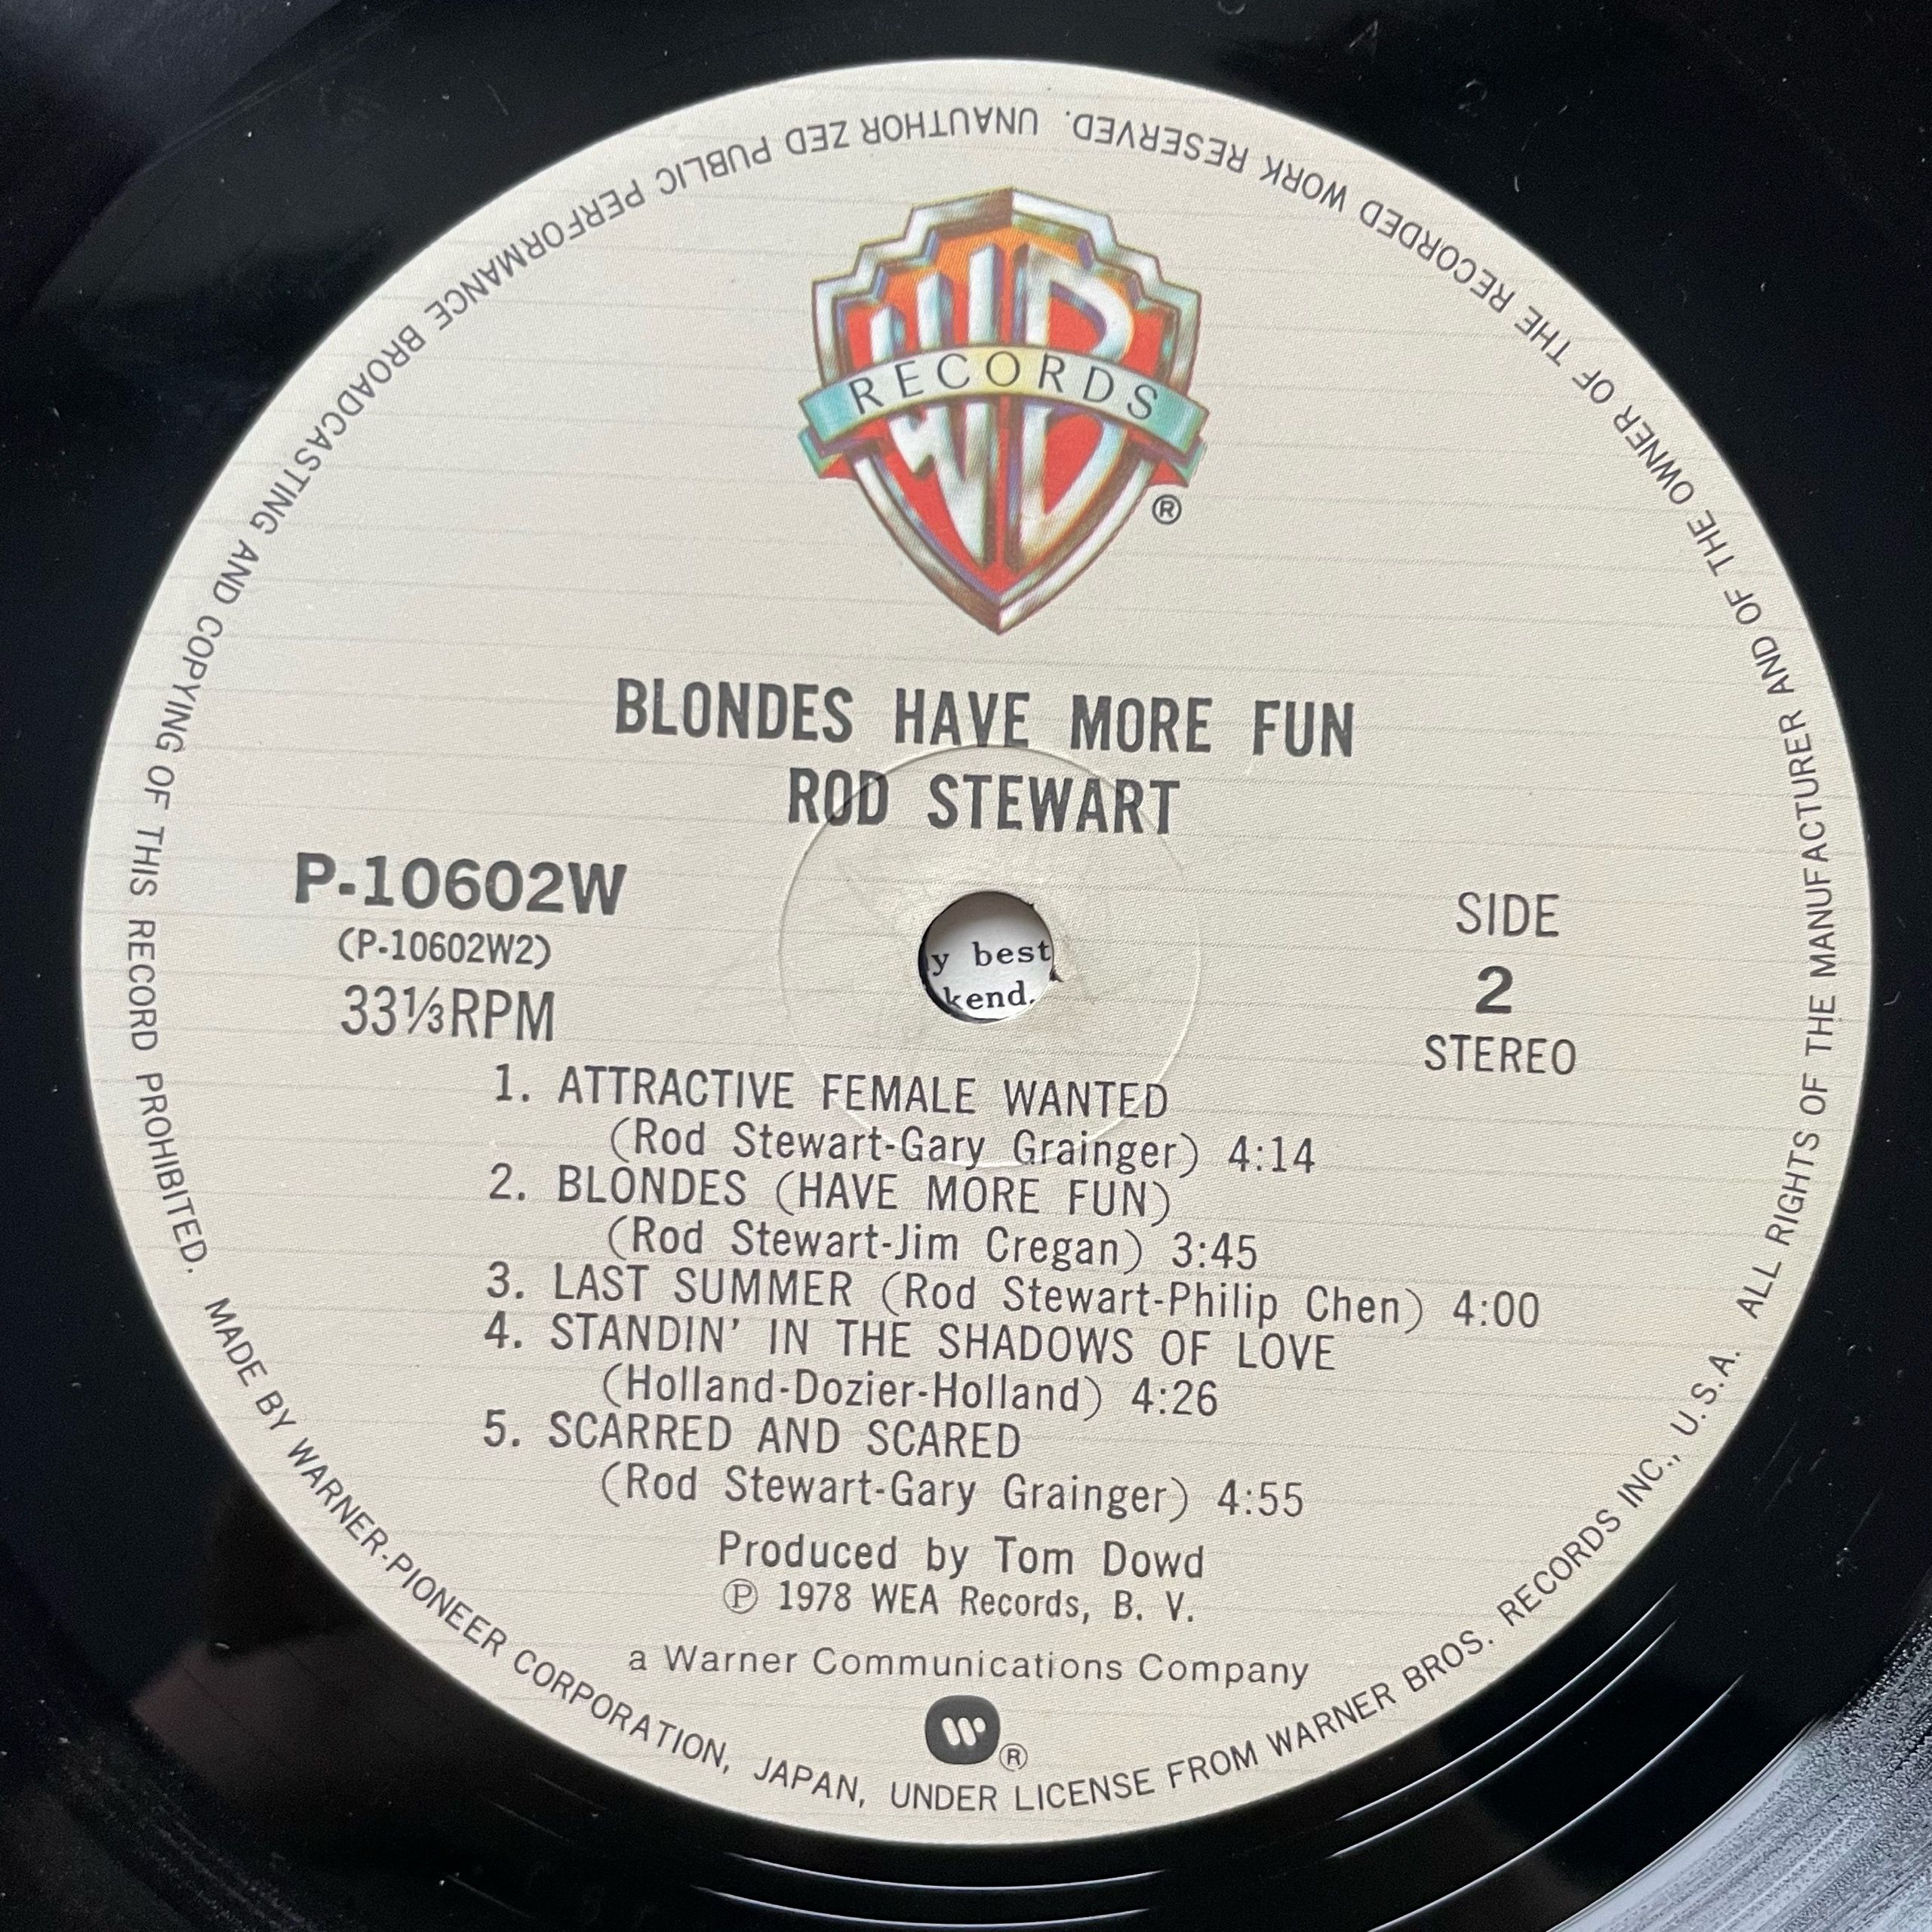 WB
RECORDS
®
BLONDES HAVE MORE FUN
ROD STEWART
P-10602W
(P-10602W2)
33⅓RPM
SIDE
2
STEREO
y best
kend.
1. ATTRACTIVE FEMALE WANTED
(Rod Stewart-Gary Grainger) 4:14
2. BLONDES (HAVE MORE FUN)
(Rod Stewart-Jim Cregan) 3:45
3. LAST SUMMER (Rod Stewart-Philip Chen) 4:00
4. STANDIN' IN THE SHADOWS OF LOVE
(Holland-Dozier-Holland) 4:26
5. SCARRED AND SCARED
(Rod Stewart-Gary Grainger) 4:55
Produced by Tom Dowd
℗ 1978 WEA Records, B. V.
a Warner Communications Company
W ®
MADE BY WARNER-PIONEER CORPORATION, JAPAN, UNDER LICENSE FROM WARNER BROS. RECORDS INC., U.S.A. ALL RIGHTS OF THE MANUFACTURER AND OF THE OWNER OF THE RECORDED WORK RESERVED. UNAUTHOR ZED PUBLIC PERFORMANCE BROADCASTING AND COPYING OF THIS RECORD PROHIBITED.